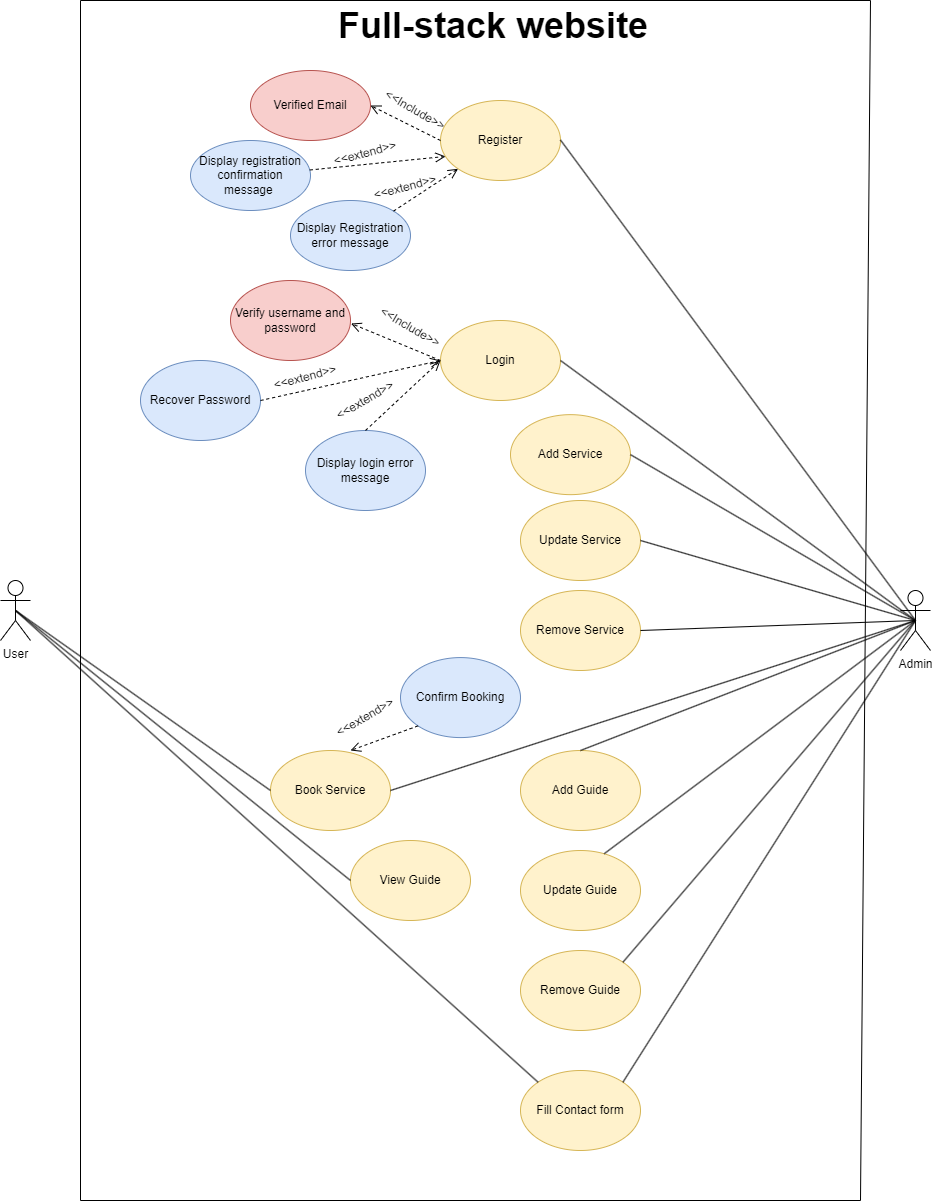 Full-stack website
Verified Email
<<Include>>
Register
Display registration
confirmation
message
<<extend>>
<<extend>>
Display Registration
error message
Verify username and
password
<<Include>>
Login
Recover Password
<<extend>>
<<extend>>
Display login error
message
Add Service
Update Service
Remove Service
User
Admin
Confirm Booking
<<extend>>
Book Service
Add Guide
View Guide
Update Guide
Remove Guide
Fill Contact form